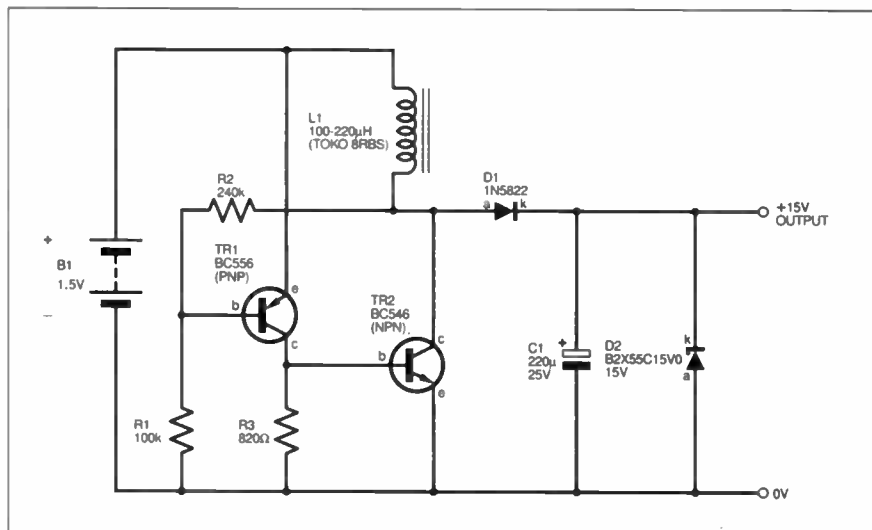 L1
100-220µH
(TOKO 8RBS)
D1
1N5822
a
k
+15V
OUTPUT
R2
240k
+
B1
1.5V
–
TR1
BC556
(PNP)
b
e
c
TR2
BC546
(NPN)
b
c
e
C1
220µ
25V
+
D2
B2X55C15V0
15V
k
a
R1
100k
R3
820Ω
0V